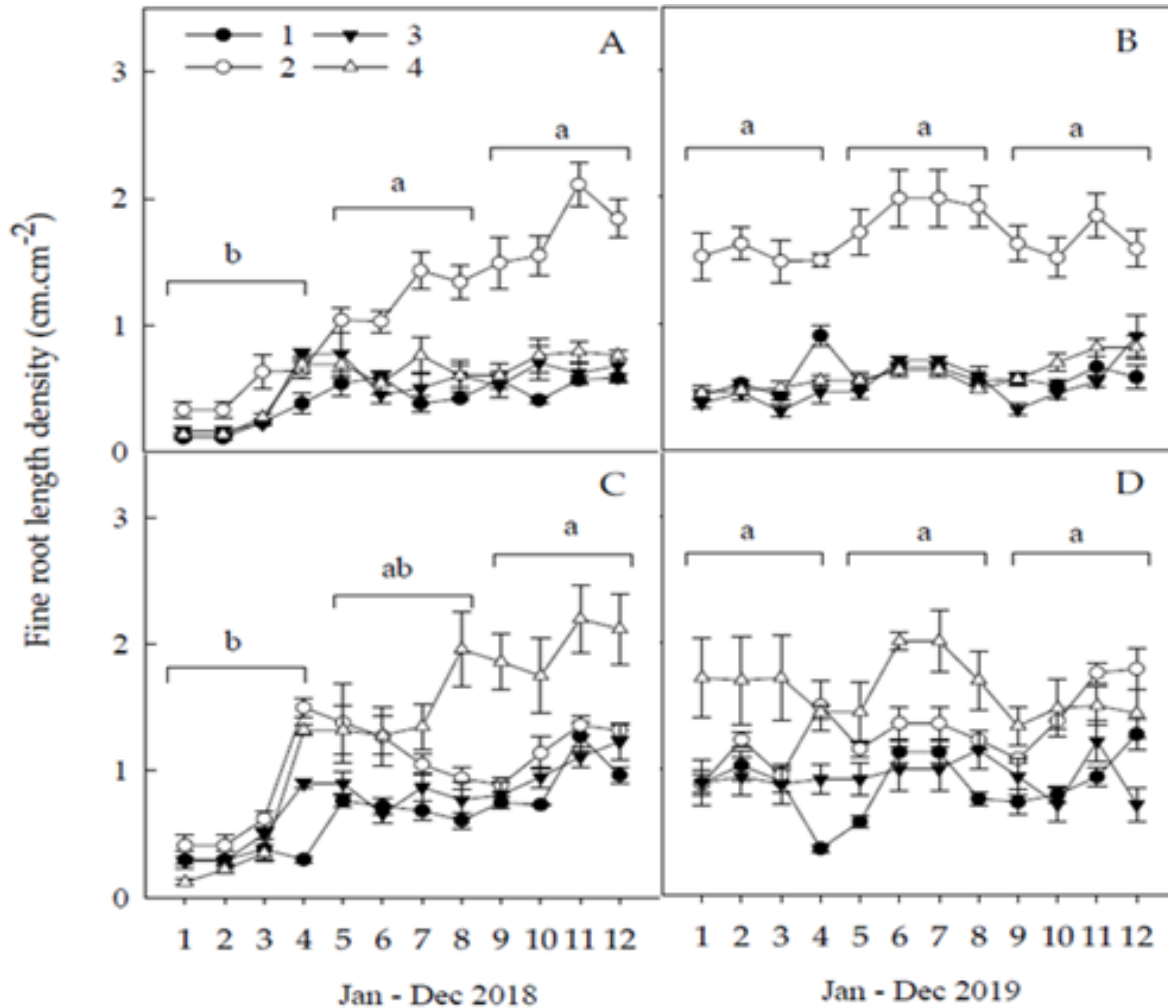 1 3
2 4
A
B
C
D
b
a
a
a
a
a
b
ab
a
a
a
a
Fine root length density (cm.cm-2)
3
2
1
0
3
2
1
0
1 2 3 4 5 6 7 8 9 10 11 12
1 2 3 4 5 6 7 8 9 10 11 12
Jan - Dec 2018
Jan - Dec 2019